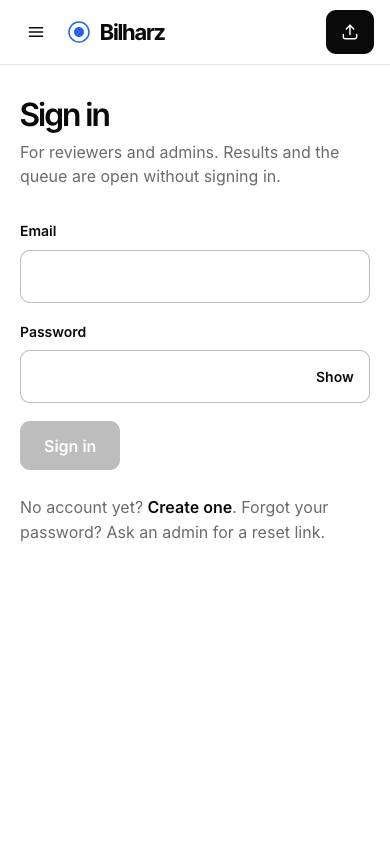 Bilharz
Sign in
For reviewers and admins. Results and the
queue are open without signing in.
Email
Password
Show
Sign in
No account yet? Create one. Forgot your
password? Ask an admin for a reset link.